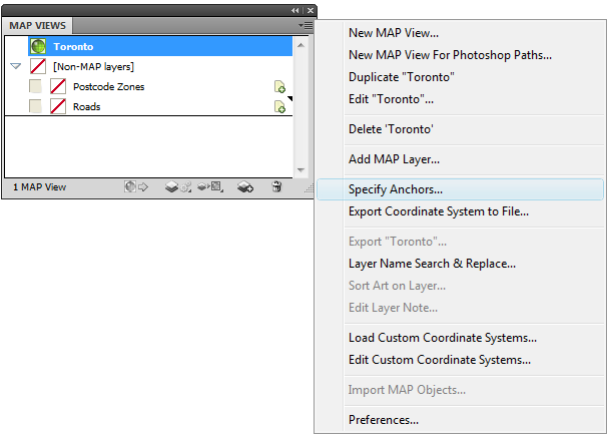 MAP VIEWS
Toronto
[Non-MAP layers]
Postcode Zones
Roads
1 MAP View
New MAP View...
New MAP View For Photoshop Paths...
Duplicate "Toronto"
Edit "Toronto"...
Delete 'Toronto'
Add MAP Layer...
Specify Anchors...
Export Coordinate System to File...
Export "Toronto"...
Layer Name Search & Replace...
Sort Art on Layer...
Edit Layer Note...
Load Custom Coordinate Systems...
Edit Custom Coordinate Systems...
Import MAP Objects...
Preferences...